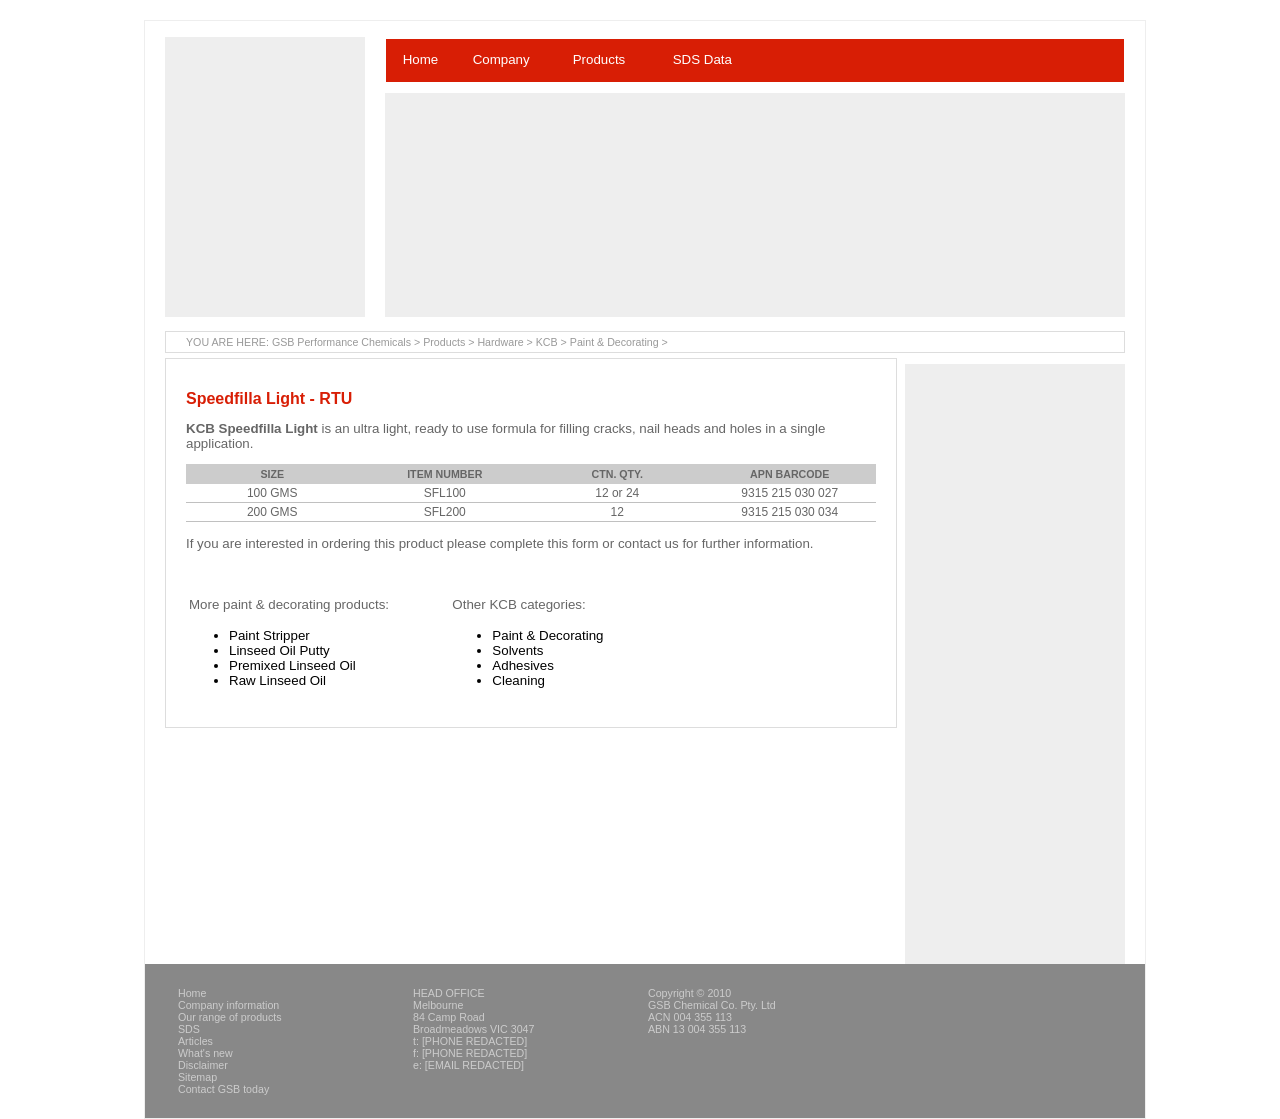 Home Company Products SDS Data
YOU ARE HERE: GSB Performance Chemicals > Products > Hardware > KCB > Paint & Decorating >
Speedfilla Light - RTU
KCB Speedfilla Light is an ultra light, ready to use formula for filling cracks, nail heads and holes in a single
application.
SIZE ITEM NUMBER CTN. QTY. APN BARCODE
100 GMS SFL100 12 or 24 9315 215 030 027
200 GMS SFL200 12 9315 215 030 034
If you are interested in ordering this product please complete this form or contact us for further information.
More paint & decorating products:
• Paint Stripper
• Linseed Oil Putty
• Premixed Linseed Oil
• Raw Linseed Oil
Other KCB categories:
• Paint & Decorating
• Solvents
• Adhesives
• Cleaning
Home
Company information
Our range of products
SDS
Articles
What's new
Disclaimer
Sitemap
Contact GSB today
HEAD OFFICE
Melbourne
84 Camp Road
Broadmeadows VIC 3047
t: [PHONE REDACTED]
f: [PHONE REDACTED]
e: [EMAIL REDACTED]
Copyright © 2010
GSB Chemical Co. Pty. Ltd
ACN 004 355 113
ABN 13 004 355 113